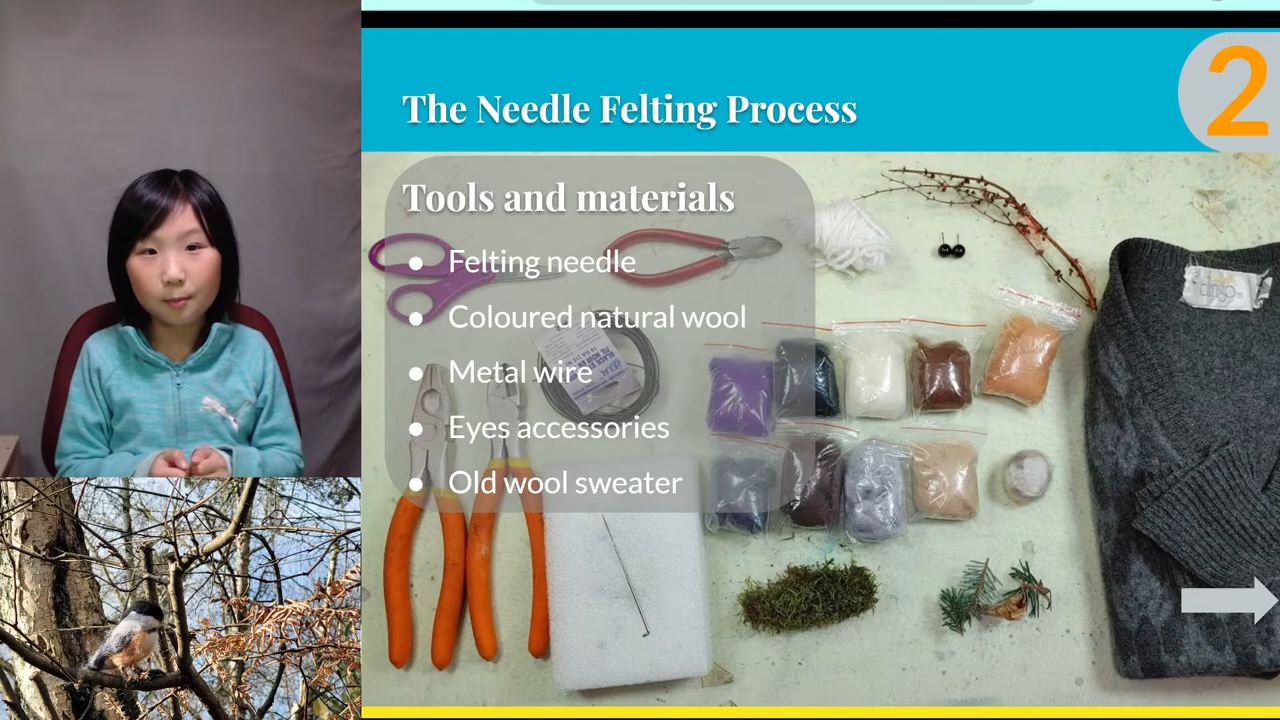 The Needle Felting Process
2
Tools and materials
● Felting needle
● Coloured natural wool
● Metal wire
● Eyes accessories
● Old wool sweater